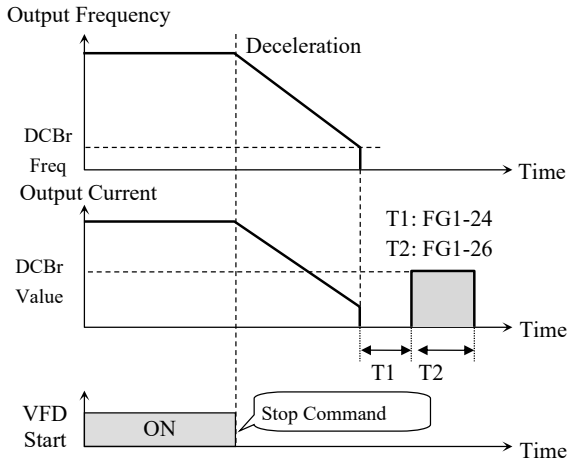 Output Frequency
Deceleration
DCBr
Freq
Time
Output Current
T1: FG1-24
T2: FG1-26
DCBr
Value
Time
T1
T2
VFD
Start
ON
Stop Command
Time